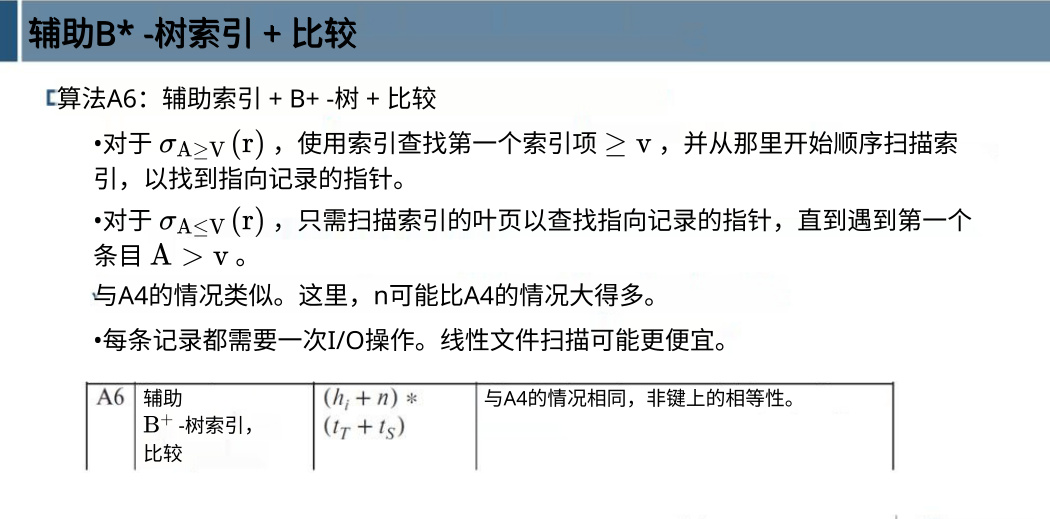 辅助B* -树索引 + 比较
算法A6：辅助索引 + B+ -树 + 比较
•对于 σ_{A≥V}(r) ，使用索引查找第一个索引项 ≥ v ，并从那里开始顺序扫描索
引，以找到指向记录的指针。
•对于 σ_{A≤V}(r) ，只需扫描索引的叶页以查找指向记录的指针，直到遇到第一个
条目 A > v 。
与A4的情况类似。这里，n可能比A4的情况大得多。
•每条记录都需要一次I/O操作。线性文件扫描可能更便宜。
A6
辅助
B⁺ -树索引，
比较
(h_i + n) *
(t_T + t_S)
与A4的情况相同，非键上的相等性。